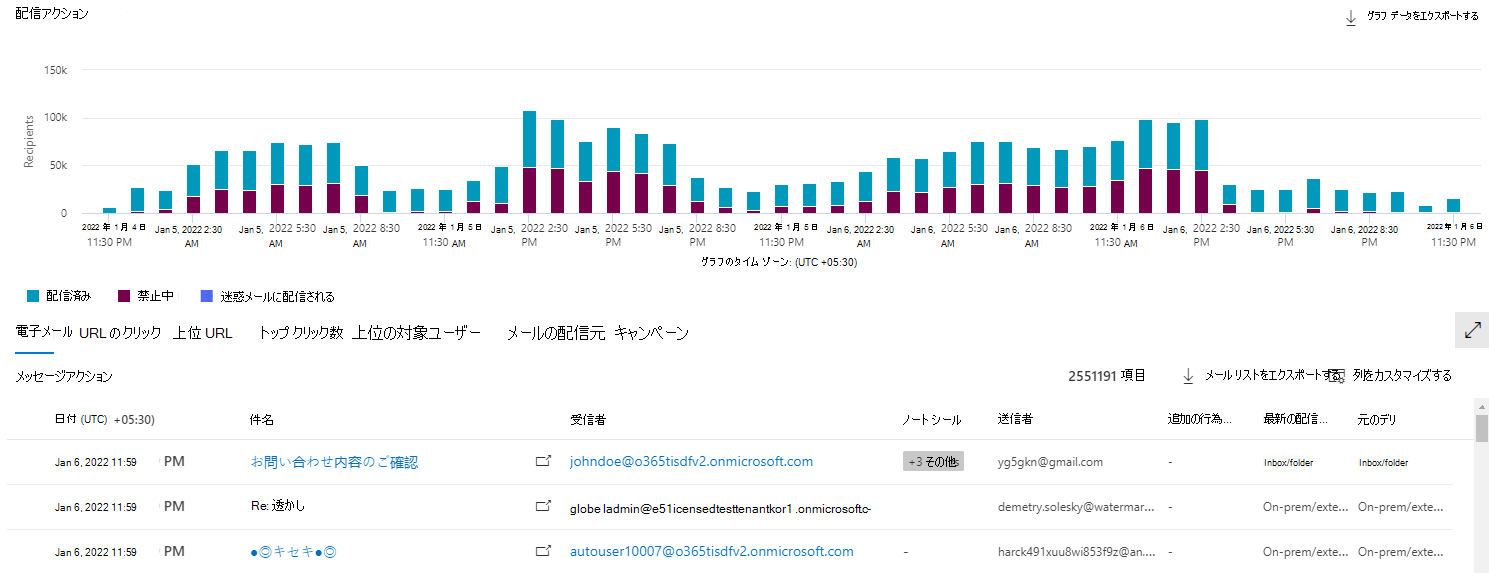 配信アクション
グラフ データをエクスポートする
150k
100k
50k
0
Recipients
2022 年 1 月 4 日 11:30 PM
Jan 5, 2022 2:30 AM
Jan 5, 2022 5:30 AM
Jan 5, 2022 8:30 AM
2022 年 1 月 5 日 11:30 AM
Jan 5, 2022 2:30 PM
Jan 5, 2022 5:30 PM
Jan 5, 2022 8:30 PM
2022 年 1 月 5 日 11:30 PM
Jan 6, 2022 2:30 AM
Jan 6, 2022 5:30 AM
Jan 6, 2022 8:30 AM
2022 年 1 月 6 日 11:30 AM
Jan 6, 2022 2:30 PM
Jan 6, 2022 5:30 PM
Jan 6, 2022 8:30 PM
2022 年 1 月 6 日 11:30 PM
グラフのタイム ゾーン: (UTC +05:30)
配信済み 禁止中 迷惑メールに配信される
電子メール URL のクリック 上位 URL トップ クリック数 上位の対象ユーザー メールの配信元 キャンペーン
メッセージアクション 2551191 項目 メール リストをエクスポートする 列をカスタマイズする
日付 (UTC) +05:30) 件名 受信者 ノートシール 送信者 追加の行為... 最新の配信... 元のデリ
Jan 6, 2022 11:59 PM お問い合わせ内容のご確認 johndoe@o365tisdfv2.onmicrosoft.com +3 その他s yg5gkn@gmail.com - Inbox/folder Inbox/folder
Jan 6, 2022 11:59 PM Re: 透かし globe ladmin@e51icensedtesttenantkor1 .onmicrosoftc- demetry.solesky@watermar... - On-prem/exte... On-prem/exte...
Jan 6, 2022 11:59 PM ●◎キセキ●◎ autouser10007@o365tisdfv2.onmicrosoft.com - harck491xuu8wi853f9z@an.... - On-prem/exte... On-prem/exte...